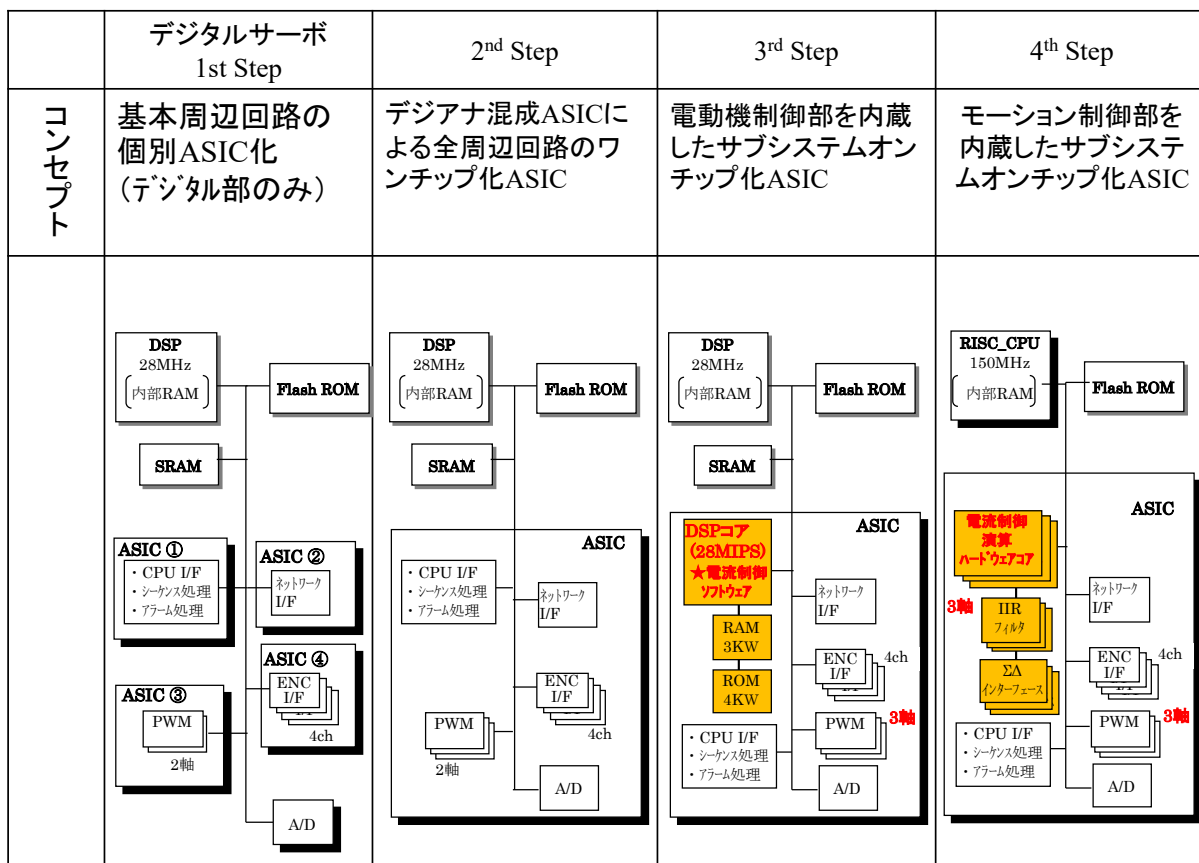 デジタルサーボ
1st Step
2nd Step
3rd Step
4th Step
コンセプト
基本周辺回路の
個別ASIC化
(デジタル部のみ)
デジアナ混成ASICに
よる全周辺回路のワ
ンチップ化ASIC
電動機制御部を内蔵
したサブシステムオン
チップ化ASIC
モーション制御部を
内蔵したサブシステ
ムオンチップ化ASIC
DSP
28MHz
内部RAM
Flash ROM
SRAM
ASIC ①
・CPU I/F
・シーケンス処理
・アラーム処理
ASIC ②
ネットワーク
I/F
ASIC ④
ENC
I/F
4ch
ASIC ③
PWM
2軸
A/D
DSP
28MHz
内部RAM
Flash ROM
SRAM
ASIC
・CPU I/F
・シーケンス処理
・アラーム処理
ネットワーク
I/F
ENC
I/F
4ch
PWM
2軸
A/D
DSP
28MHz
内部RAM
Flash ROM
SRAM
ASIC
DSPコア
(28MIPS)
★電流制御
ソフトウェア
RAM
3KW
ROM
4KW
ネットワーク
I/F
ENC
I/F
4ch
PWM
3軸
・CPU I/F
・シーケンス処理
・アラーム処理
A/D
RISC_CPU
150MHz
内部RAM
Flash ROM
ASIC
電流制御
演算
ハードウェアコア
3軸
IIR
フィルタ
ΣΔ
インターフェース
ネットワーク
I/F
ENC
I/F
4ch
PWM
3軸
・CPU I/F
・シーケンス処理
・アラーム処理
A/D